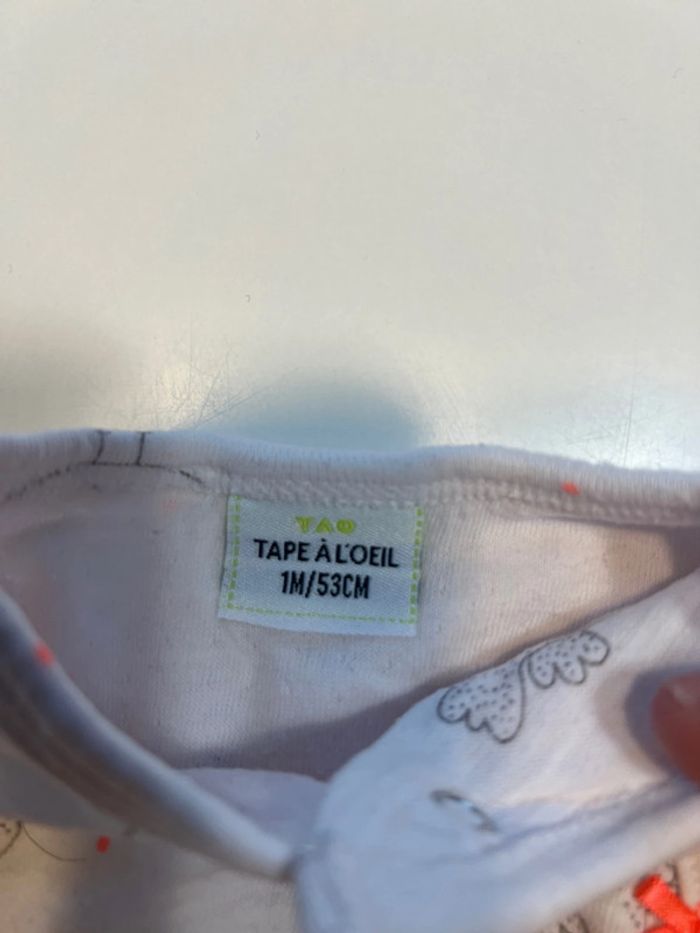 TAO
TAPE À L'OEIL
1M/53CM